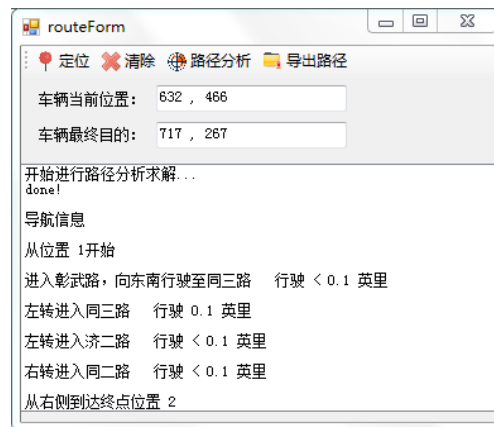 routeForm
定位 清除 路径分析 导出路径
车辆当前位置： 632 , 466
车辆最终目的： 717 , 267
开始进行路径分析求解...
done!
导航信息
从位置 1开始
进入彰武路，向东南行驶至同三路 行驶 < 0.1 英里
左转进入同三路 行驶 0.1 英里
左转进入济二路 行驶 < 0.1 英里
右转进入同二路 行驶 < 0.1 英里
从右侧到达终点位置 2